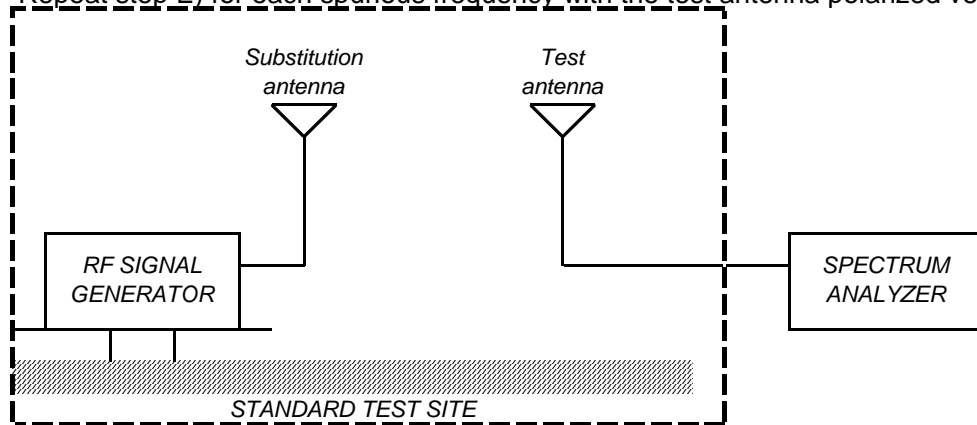 Repeat step E) for each spurious frequency with the test antenna polarized
Substitution
antenna
Test
antenna
RF SIGNAL
GENERATOR
SPECTRUM
ANALYZER
STANDARD TEST SITE